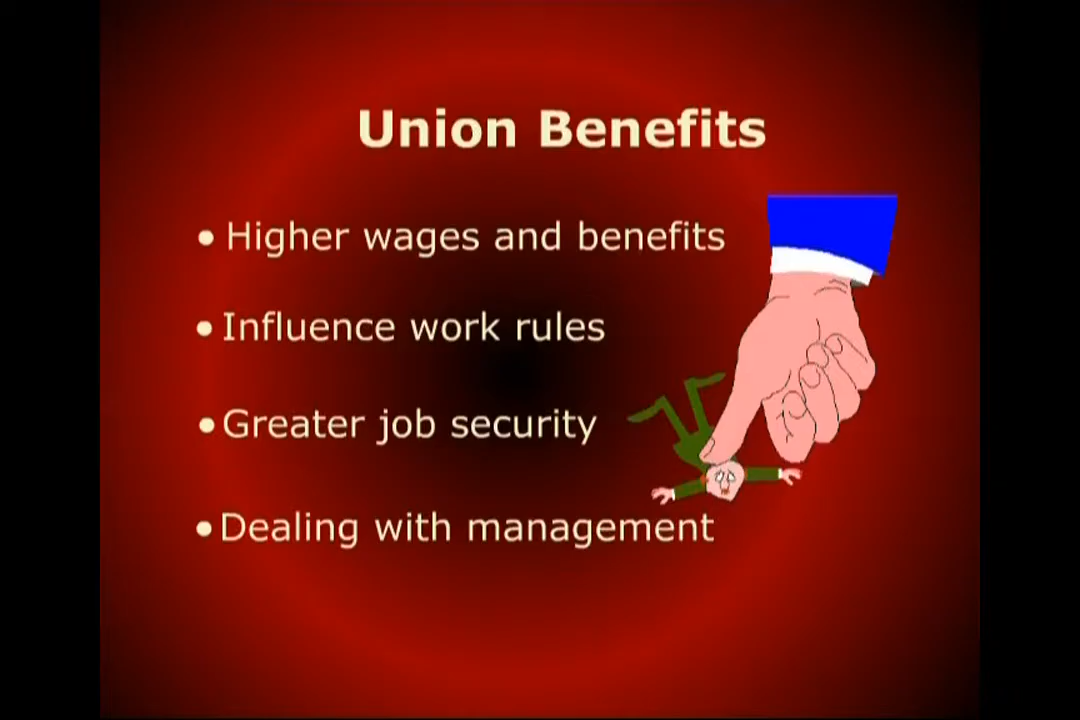 Union Benefits
• Higher wages and benefits
• Influence work rules
• Greater job security
• Dealing with management